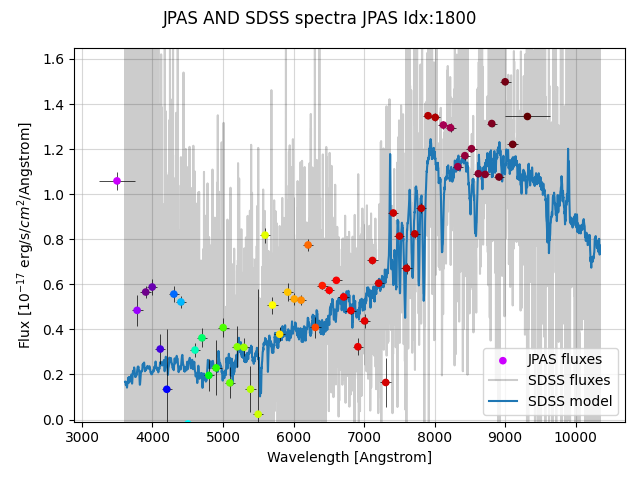 JPAS AND SDSS spectra JPAS Idx:1800
Flux [10⁻¹⁷ erg/s/cm²/Angstrom]
1.6
1.4
1.2
1.0
0.8
0.6
0.4
0.2
0.0
JPAS fluxes
SDSS fluxes
SDSS model
3000 4000 5000 6000 7000 8000 9000 10000
Wavelength [Angstrom]